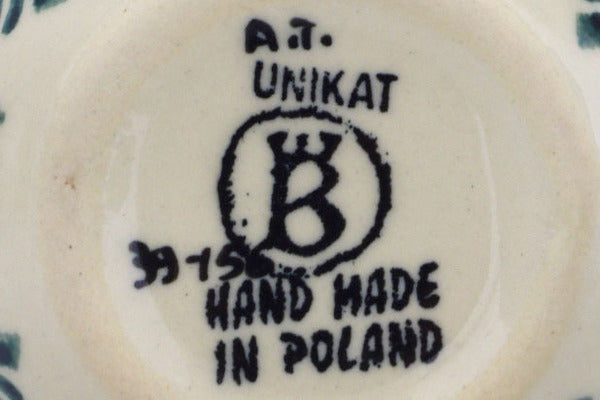 A.T.
UNIKAT
B
HAND MADE
IN POLAND